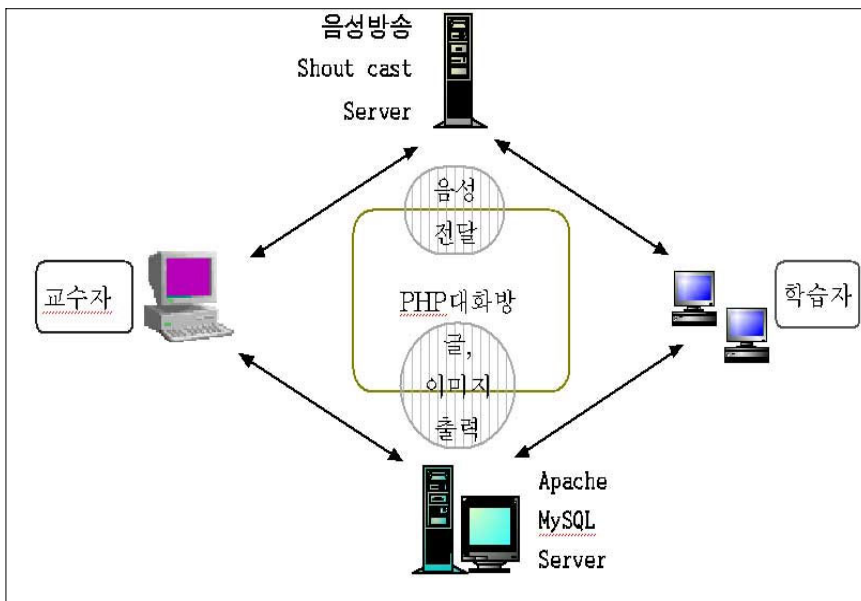 음성방송
Shout cast
Server
음성
전달
교수자
PHP대화방
학습자
글,
이미지
출력
Apache
MySQL
Server